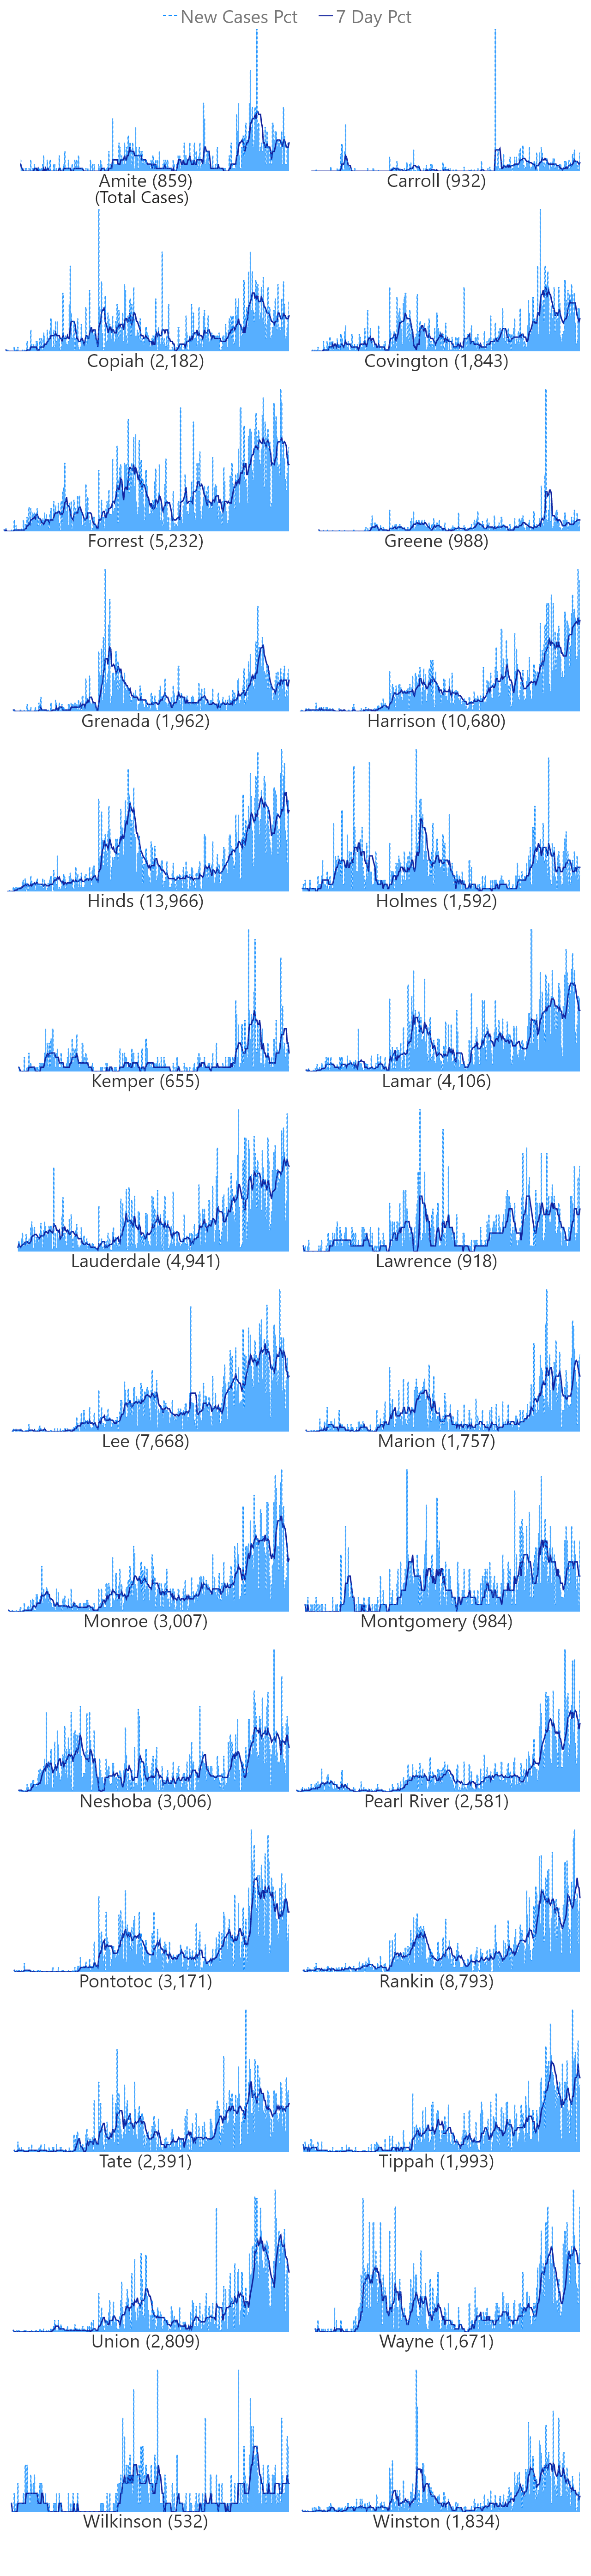 New Cases Pct 7 Day Pct
Amite (859)
(Total Cases)
Carroll (932)
Copiah (2,182)
Covington (1,843)
Forrest (5,232)
Greene (988)
Grenada (1,962)
Harrison (10,680)
Hinds (13,966)
Holmes (1,592)
Kemper (655)
Lamar (4,106)
Lauderdale (4,941)
Lawrence (918)
Lee (7,668)
Marion (1,757)
Monroe (3,007)
Montgomery (984)
Neshoba (3,006)
Pearl River (2,581)
Pontotoc (3,171)
Rankin (8,793)
Tate (2,391)
Tippah (1,993)
Union (2,809)
Wayne (1,671)
Wilkinson (532)
Winston (1,834)